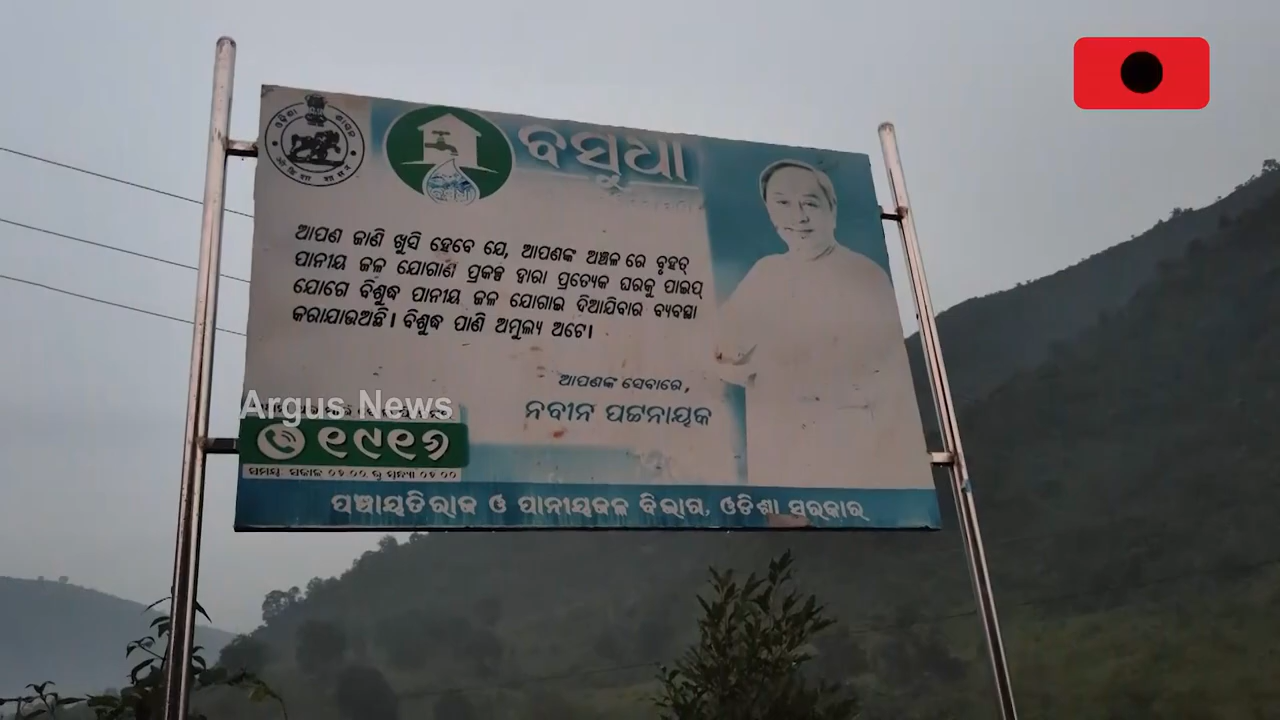 ବସୁଧା
ଆପଣ ଜାଣି ଖୁସି ହେବେ ଯେ, ଆପଣଙ୍କ ଅଞ୍ଚଳ ରେ ବୃହତ୍
ପାନୀୟ ଜଳ ଯୋଗାଣ ପ୍ରକଳ୍ପ ଦ୍ୱାରା ପ୍ରତ୍ୟେକ ଘରକୁ ପାଇପ୍
ଯୋଗେ ବିଶୁଦ୍ଧ ପାନୀୟ ଜଳ ଯୋଗାଇ ଦିଆଯିବାର ବ୍ୟବସ୍ଥା
କରାଯାଉଅଛି। ବିଶୁଦ୍ଧ ପାଣି ଅମୂଲ୍ୟ ଅଟେ।
ଆପଣଙ୍କ ସେବାରେ,
ନବୀନ ପଟ୍ଟନାୟକ
Argus News
୧୯୧୬
ପଞ୍ଚାୟତିରାଜ ଓ ପାନୀୟଜଳ ବିଭାଗ, ଓଡିଶା ସରକାର